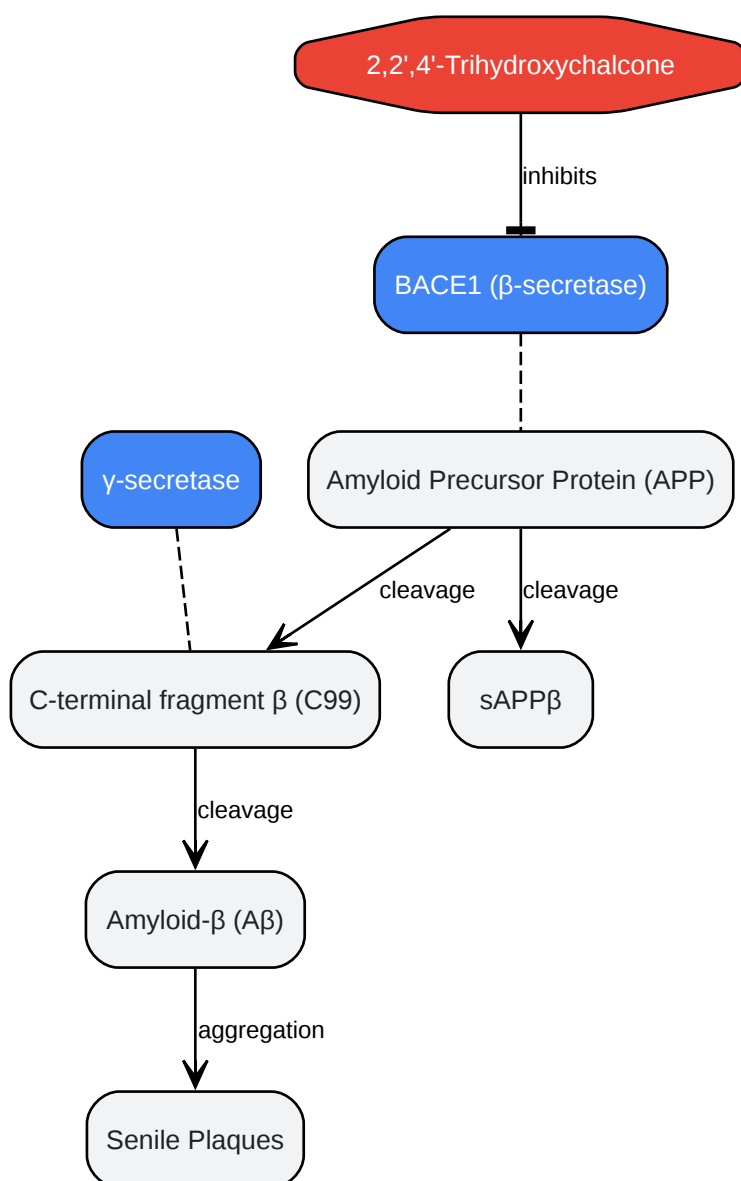 2,2',4'-Trihydroxychalcone
inhibits
BACE1 (β-secretase)
γ-secretase
Amyloid Precursor Protein (APP)
cleavage
cleavage
C-terminal fragment β (C99)
sAPPβ
cleavage
Amyloid-β (Aβ)
aggregation
Senile Plaques